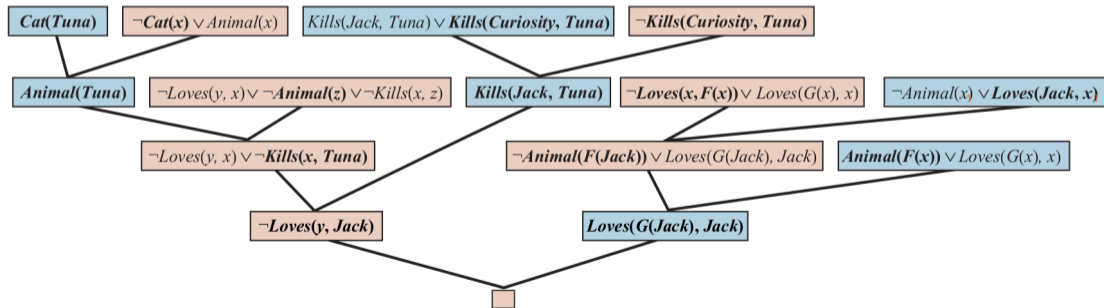 Cat(Tuna)
¬Cat(x) ∨ Animal(x)
Kills(Jack, Tuna) ∨ Kills(Curiosity, Tuna)
¬Kills(Curiosity, Tuna)
Animal(Tuna)
¬Loves(y, x) ∨ ¬Animal(z) ∨ ¬Kills(x, z)
Kills(Jack, Tuna)
¬Loves(x, F(x)) ∨ Loves(G(x), x)
¬Animal(x) ∨ Loves(Jack, x)
¬Loves(y, x) ∨ ¬Kills(x, Tuna)
¬Animal(F(Jack)) ∨ Loves(G(Jack), Jack)
Animal(F(x)) ∨ Loves(G(x), x)
¬Loves(y, Jack)
Loves(G(Jack), Jack)